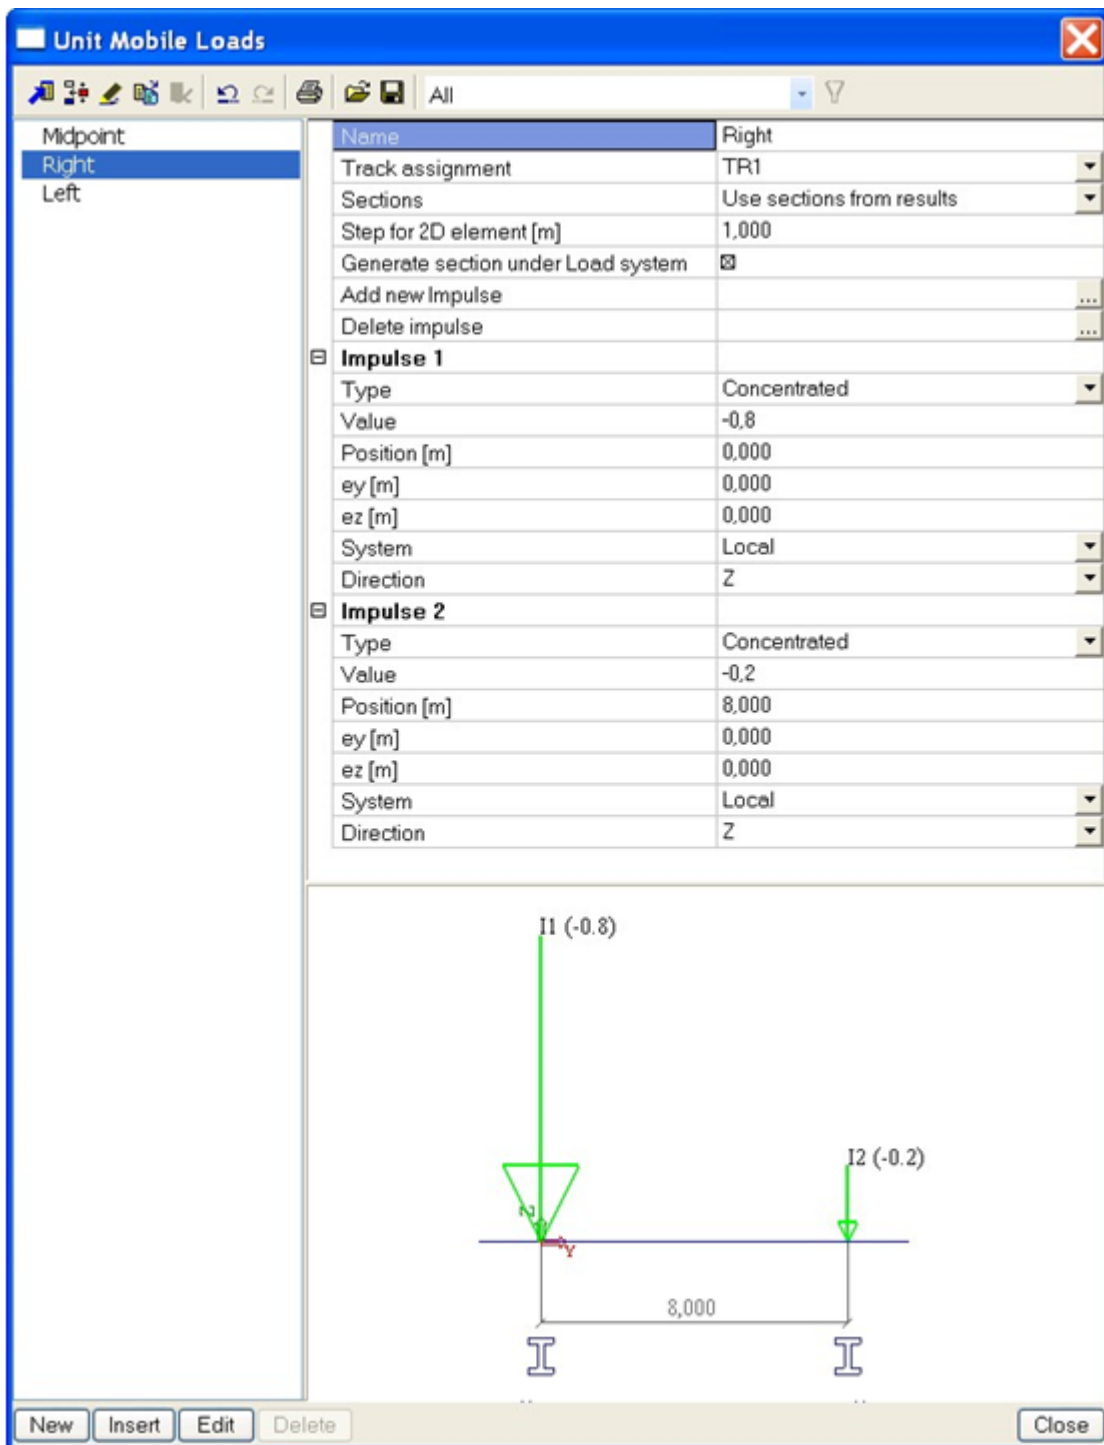 Unit Mobile Loads
All
Midpoint
Right
Left
Name Right
Track assignment TR1
Sections Use sections from results
Step for 2D element [m] 1,000
Generate section under Load system
Add new Impulse ...
Delete impulse ...
Impulse 1
Type Concentrated
Value -0,8
Position [m] 0,000
ey [m] 0,000
ez [m] 0,000
System Local
Direction Z
Impulse 2
Type Concentrated
Value -0,2
Position [m] 8,000
ey [m] 0,000
ez [m] 0,000
System Local
Direction Z
I1 (-0.8)
I2 (-0.2)
Z
Y
8,000
New Insert Edit Delete Close